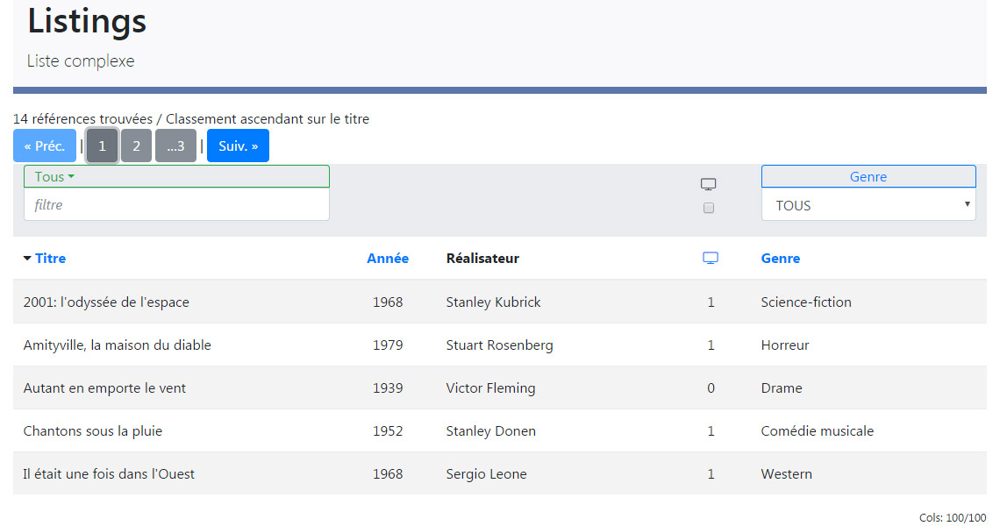 Listings
Liste complexe
14 références trouvées / Classement ascendant sur le titre
« Préc. | 1 2 ...3 | Suiv. »
Tous Genre
filtre TOUS
Titre Année Réalisateur Genre
2001: l'odyssée de l'espace 1968 Stanley Kubrick 1 Science-fiction
Amityville, la maison du diable 1979 Stuart Rosenberg 1 Horreur
Autant en emporte le vent 1939 Victor Fleming 0 Drame
Chantons sous la pluie 1952 Stanley Donen 1 Comédie musicale
Il était une fois dans l'Ouest 1968 Sergio Leone 1 Western
Cols: 100/100